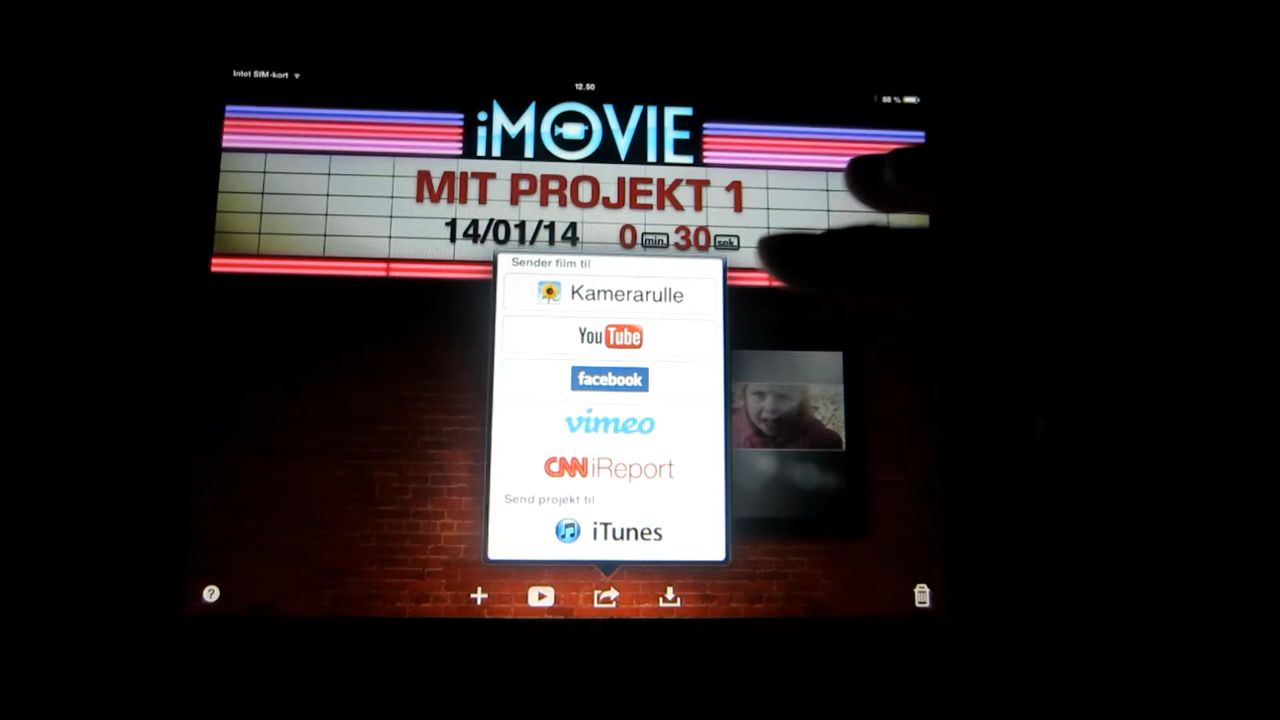 Intet SIM-kort
12.50
88 %
iMOVIE
MIT PROJEKT 1
14/01/14 0 min. 30 sek.
Sender film til
Kamerarulle
YouTube
facebook
vimeo
CNN iReport
Send projekt til
iTunes
?